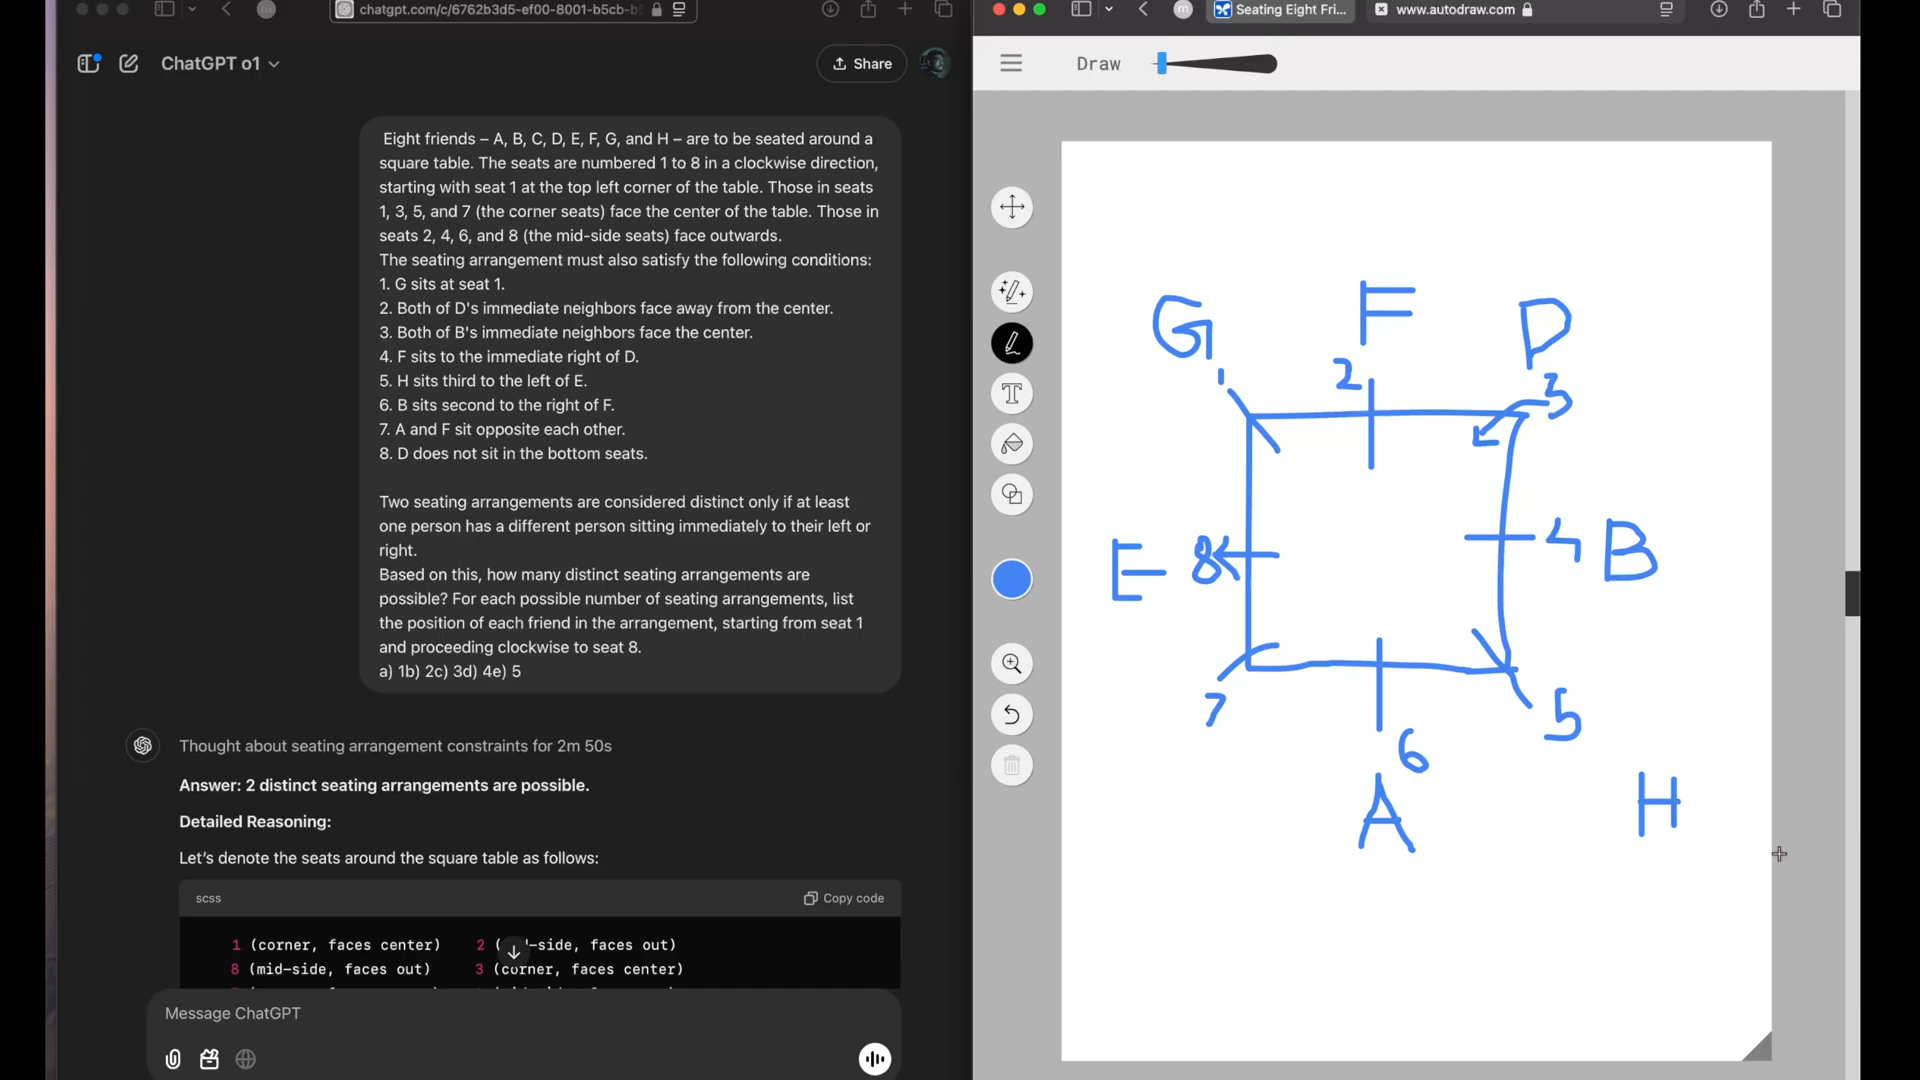 chatgpt.com/c/6762b3d5-ef00-8001-b5cb-b
ChatGPT o1
Share
Eight friends – A, B, C, D, E, F, G, and H – are to be seated around a
square table. The seats are numbered 1 to 8 in a clockwise direction,
starting with seat 1 at the top left corner of the table. Those in seats
1, 3, 5, and 7 (the corner seats) face the center of the table. Those in
seats 2, 4, 6, and 8 (the mid-side seats) face outwards.
The seating arrangement must also satisfy the following conditions:
1. G sits at seat 1.
2. Both of D's immediate neighbors face away from the center.
3. Both of B's immediate neighbors face the center.
4. F sits to the immediate right of D.
5. H sits third to the left of E.
6. B sits second to the right of F.
7. A and F sit opposite each other.
8. D does not sit in the bottom seats.
Two seating arrangements are considered distinct only if at least
one person has a different person sitting immediately to their left or
right.
Based on this, how many distinct seating arrangements are
possible? For each possible number of seating arrangements, list
the position of each friend in the arrangement, starting from seat 1
and proceeding clockwise to seat 8.
a) 1b) 2c) 3d) 4e) 5
Thought about seating arrangement constraints for 2m 50s
Answer: 2 distinct seating arrangements are possible.
Detailed Reasoning:
Let's denote the seats around the square table as follows:
scss
Copy code
1 (corner, faces center) 2 ( -side, faces out)
8 (mid-side, faces out) 3 (corner, faces center)
Message ChatGPT
Seating Eight Fri...
www.autodraw.com
Draw
G F D
1 2 3
E 8 4 B
7 6 5
A H